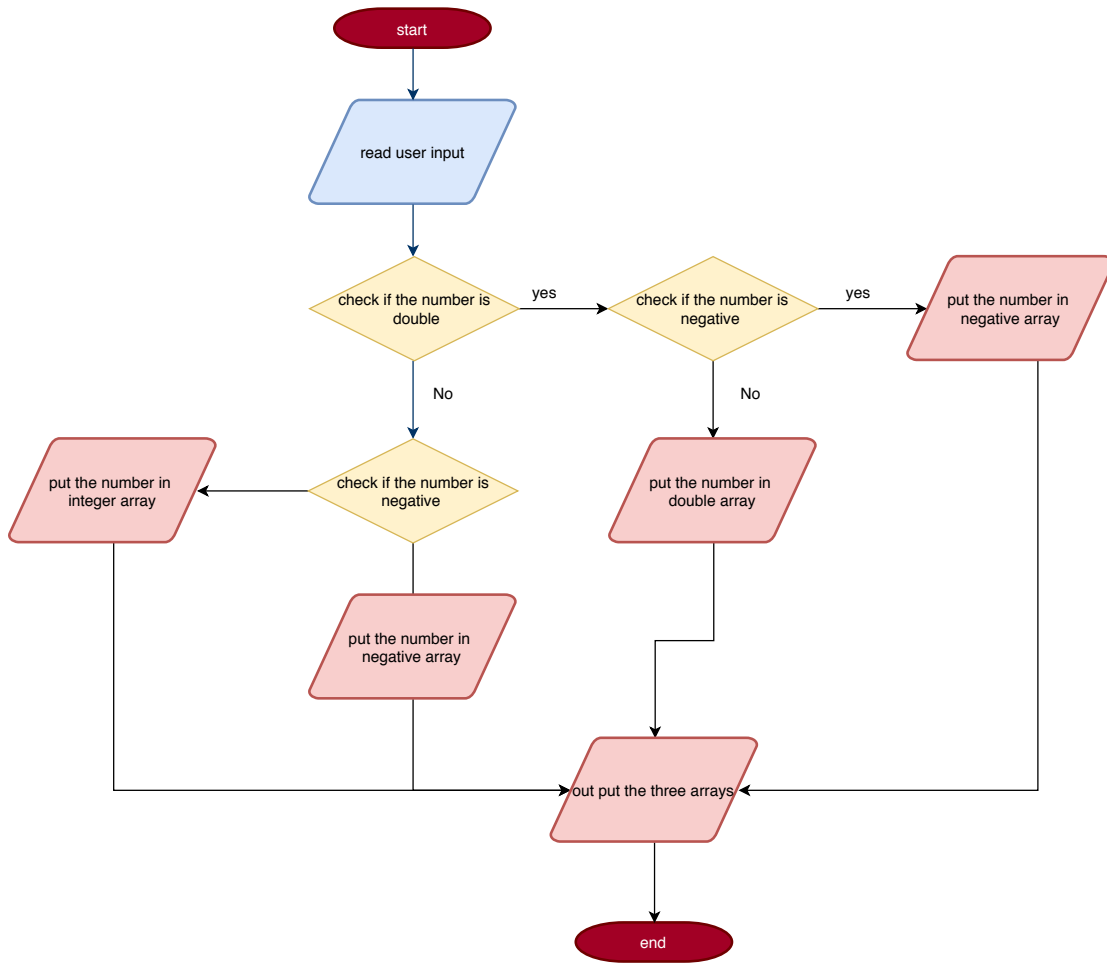 start
read user input
check if the number is
double
yes
check if the number is
negative
yes
put the number in
negative array
No
No
put the number in
integer array
check if the number is
negative
put the number in
double array
put the number in
negative array
out put the three arrays
end